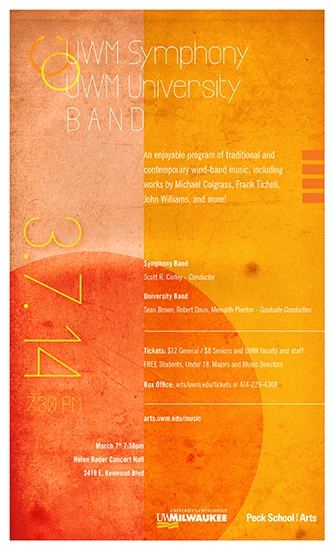 UWM Symphony
UWM University
BAND
An enjoyable program of traditional and
contemporary wind-band music, including
works by Michael Colgrass, Frank Ticheli,
John Williams, and more!
3.7.14
7:30 PM
Symphony Band
Scott R. Corley - Conductor
University Band
Sean Brown, Robert Davis, Meredith Planton - Graduate Conductors
Tickets: $12 General / $8 Seniors and UWM faculty and staff
FREE Students, Under 18, Majors and Music Directors
Box Office: arts/uwm.edu/tickets or 414-229-4308
arts.uwm.edu/music
March 7th 7:30pm
Helen Bader Concert Hall
2419 E. Kenwood Blvd
UNIVERSITY of WISCONSIN
UWMILWAUKEE
Peck School of the Arts